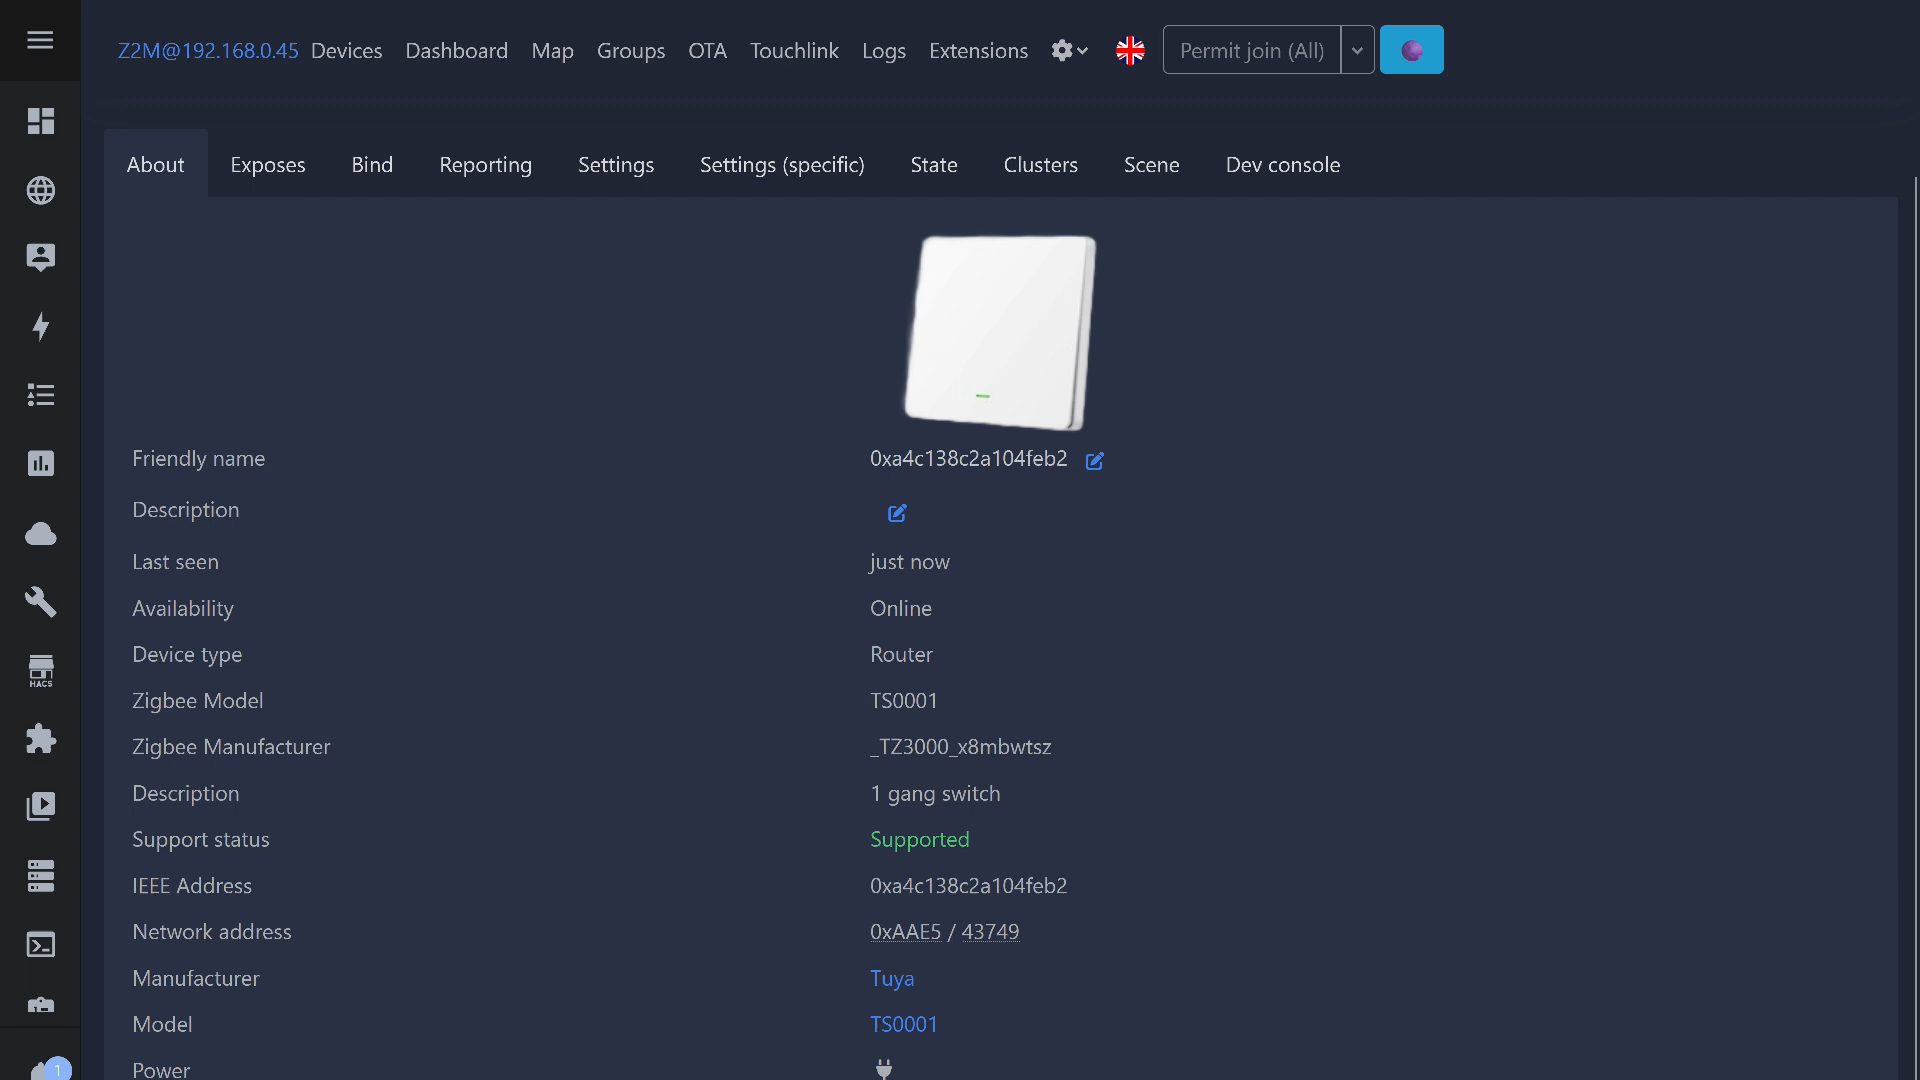 Z2M@192.168.0.45 Devices Dashboard Map Groups OTA Touchlink Logs Extensions Permit join (All)
About Exposes Bind Reporting Settings Settings (specific) State Clusters Scene Dev console
Friendly name 0xa4c138c2a104feb2
Description
Last seen just now
Availability Online
Device type Router
Zigbee Model TS0001
Zigbee Manufacturer _TZ3000_x8mbwtsz
Description 1 gang switch
Support status Supported
IEEE Address 0xa4c138c2a104feb2
Network address 0xAAE5 / 43749
Manufacturer Tuya
Model TS0001
Power
HACS
1